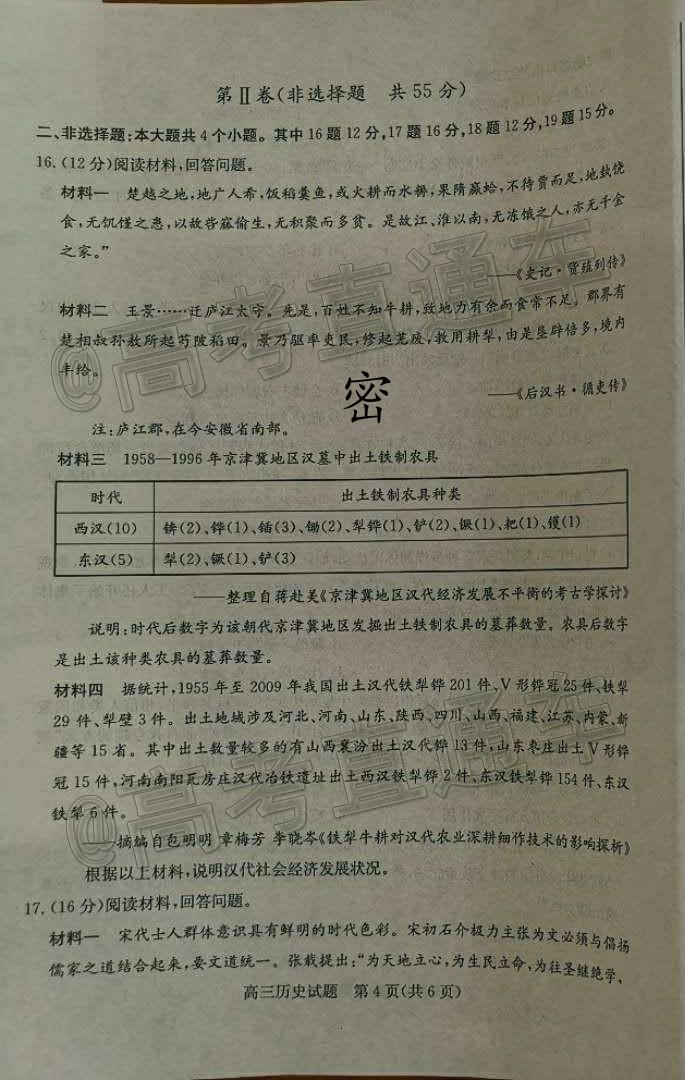 第Ⅱ卷(非选择题 共55分)
二、非选择题:本大题共4个小题。其中16题12分,17题16分,18题12分,19题15分。
16.(12分)阅读材料,回答问题。
材料一 楚越之地,地广人希,饭稻羹鱼,或火耕而水耨,果隋蠃蛤,不待贾而足,地埶饶
食,无饥馑之患,以故呰窳偷生,无积聚而多贫。是故江、淮以南,无冻饿之人,亦无千金
之家。”
——《史记·货殖列传》
材料二 王景……迁庐江太守。先是,百姓不知牛耕,致地力有余而食常不足。郡界有
楚相叔孙敖所起芍陂稻田。景乃驱率吏民,修起芜废,教用耕犁,由是垦辟倍多,境内
丰给。
密
——《后汉书·循吏传》
注:庐江郡,在今安徽省南部。
材料三 1958—1996年京津冀地区汉墓中出土铁制农具
时代 出土铁制农具种类
西汉(10) 锛(2)、铧(1)、锸(3)、锄(2)、犁铧(1)、铲(2)、镢(1)、耙(1)、镬(1)
东汉(5) 犁(2)、镢(1)、铲(3)
——整理自蒋赴美《京津冀地区汉代经济发展不平衡的考古学探讨》
说明:时代后数字为该朝代京津冀地区发掘出土铁制农具的墓葬数量。农具后数字
是出土该种类农具的墓葬数量。
材料四 据统计,1955年至2009年我国出土汉代铁犁铧201件、V形铧冠25件、铁犁
29件、犁壁3件。出土地域涉及河北、河南、山东、陕西、四川、山西、福建、江苏、内蒙、新
疆等15省。其中出土数量较多的有山西襄汾出土汉代铧13件,山东枣庄出土V形铧
冠15件,河南南阳瓦房庄汉代冶铁遗址出土西汉铁犁铧2件、东汉铁犁铧154件、东汉
铁犁6件。
——摘编自包明明 章梅芳 李晓岑《铁犁牛耕对汉代农业深耕细作技术的影响探析》
根据以上材料,说明汉代社会经济发展状况。
17.(16分)阅读材料,回答问题。
材料一 宋代士人群体意识具有鲜明的时代色彩。宋初石介极力主张为文必须与倡扬
儒家之道结合起来,要文道统一。张载提出:“为天地立心,为生民立命,为往圣继绝学、
高三历史试题 第4页(共6页)
@高考直通车
@高考直通车